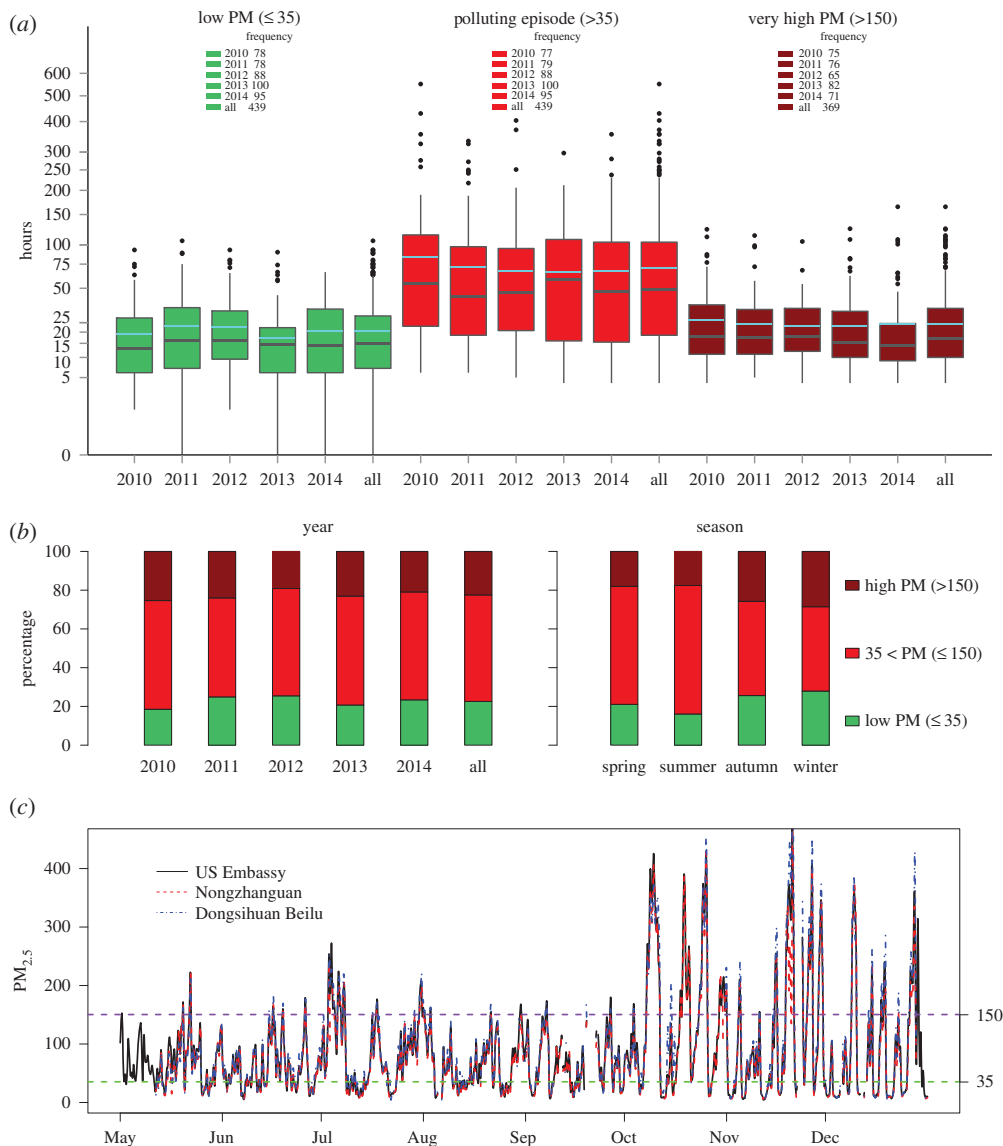 (a)
low PM (≤ 35)
polluting episode (>35)
very high PM (>150)
frequency
2010 78
2011 78
2012 88
2013 100
2014 95
all 439
frequency
2010 77
2011 79
2012 88
2013 100
2014 95
all 439
frequency
2010 75
2011 76
2012 65
2013 82
2014 71
all 369
hours
600
500
400
300
250
200
150
100
75
50
25
20
15
10
5
0
2010 2011 2012 2013 2014 all 2010 2011 2012 2013 2014 all 2010 2011 2012 2013 2014 all
(b)
year
season
percentage
100
80
60
40
20
0
2010 2011 2012 2013 2014 all
spring summer autumn winter
high PM (>150)
35 < PM (≤ 150)
low PM (≤ 35)
(c)
US Embassy
Nongzhanguan
Dongsihuan Beilu
PM2.5
400
300
200
100
0
150
35
May Jun Jul Aug Sep Oct Nov Dec